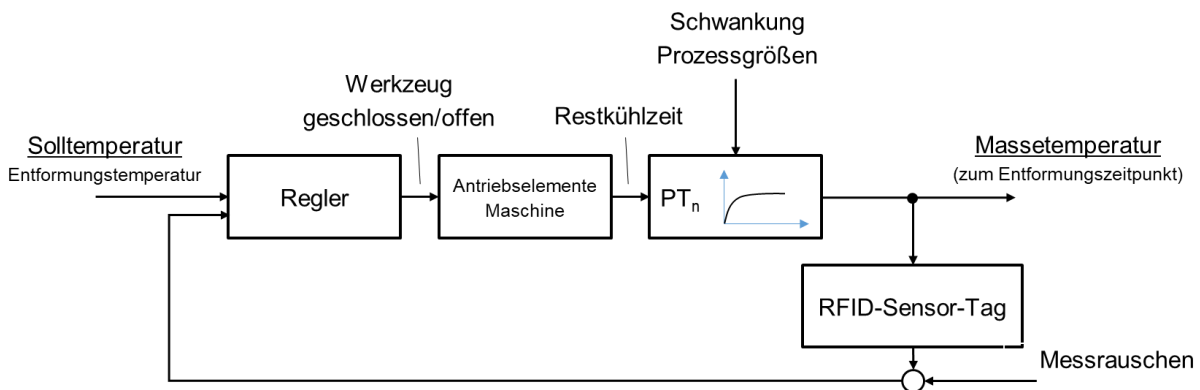 Schwankung
Prozessgrößen
Werkzeug
geschlossen/offen
Restkühlzeit
Solltemperatur
Entformungstemperatur
Massetemperatur
(zum Entformungszeitpunkt)
Regler
Antriebselemente
Maschine
PTn
RFID-Sensor-Tag
Messrauschen